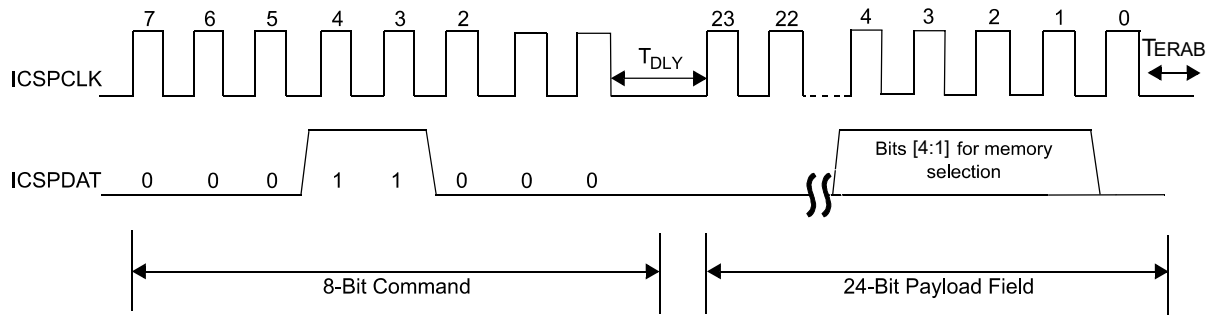 7 6 5 4 3 2 23 22 4 3 2 1 0
TDLY
TERAB
ICSPCLK
Bits [4:1] for memory
selection
ICSPDAT 0 0 0 1 1 0 0 0
8-Bit Command
24-Bit Payload Field